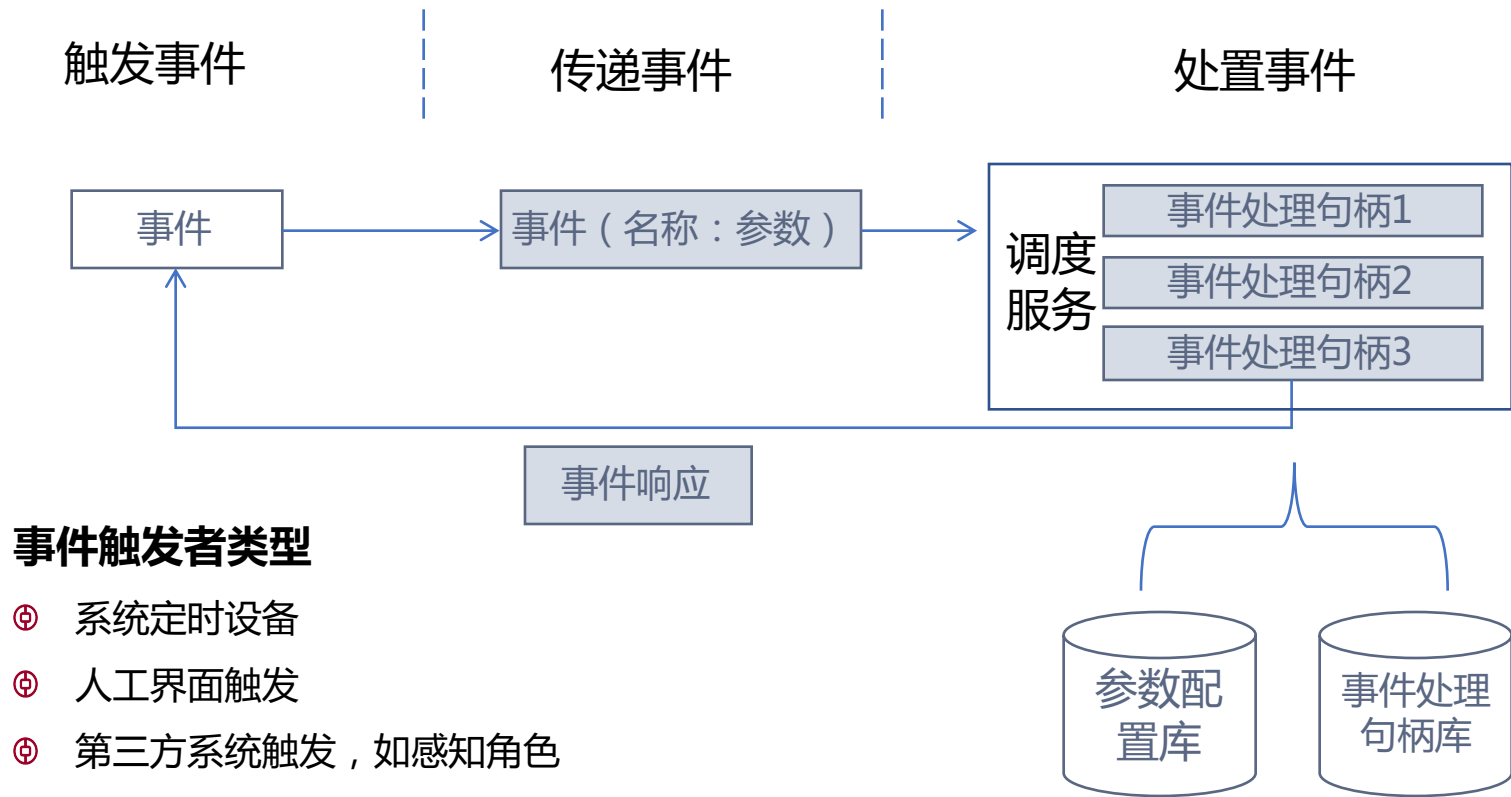 触发事件
传递事件
处置事件
事件
事件（名称：参数）
调度
服务
事件处理句柄1
事件处理句柄2
事件处理句柄3
事件响应
事件触发者类型
系统定时设备
人工界面触发
第三方系统触发，如感知角色
参数配
置库
事件处理
句柄库